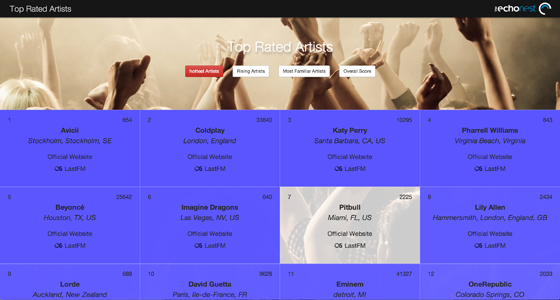 Top Rated Artists
the echonest
Top Rated Artists
hottest Artists
Rising Artists
Most Familiar Artists
Overall Score
1 654
Avicii
Stockholm, Stockholm, SE
Official Website
LastFM
2 33840
Coldplay
London, England
Official Website
LastFM
3 10295
Katy Perry
Santa Barbara, CA, US
Official Website
LastFM
4 843
Pharrell Williams
Virginia Beach, Virginia
Official Website
LastFM
5 25642
Beyoncé
Houston, TX, US
Official Website
LastFM
6 640
Imagine Dragons
Las Vegas, NV, US
Official Website
LastFM
7 2225
Pitbull
Miami, FL, US
Official Website
LastFM
8 2434
Lily Allen
Hammersmith, London, England, GB
Official Website
LastFM
9 688
Lorde
Auckland, New Zealand
10 9828
David Guetta
Paris, Ile-de-France, FR
11 41327
Eminem
detroit, MI
12 2033
OneRepublic
Colorado Springs, CO